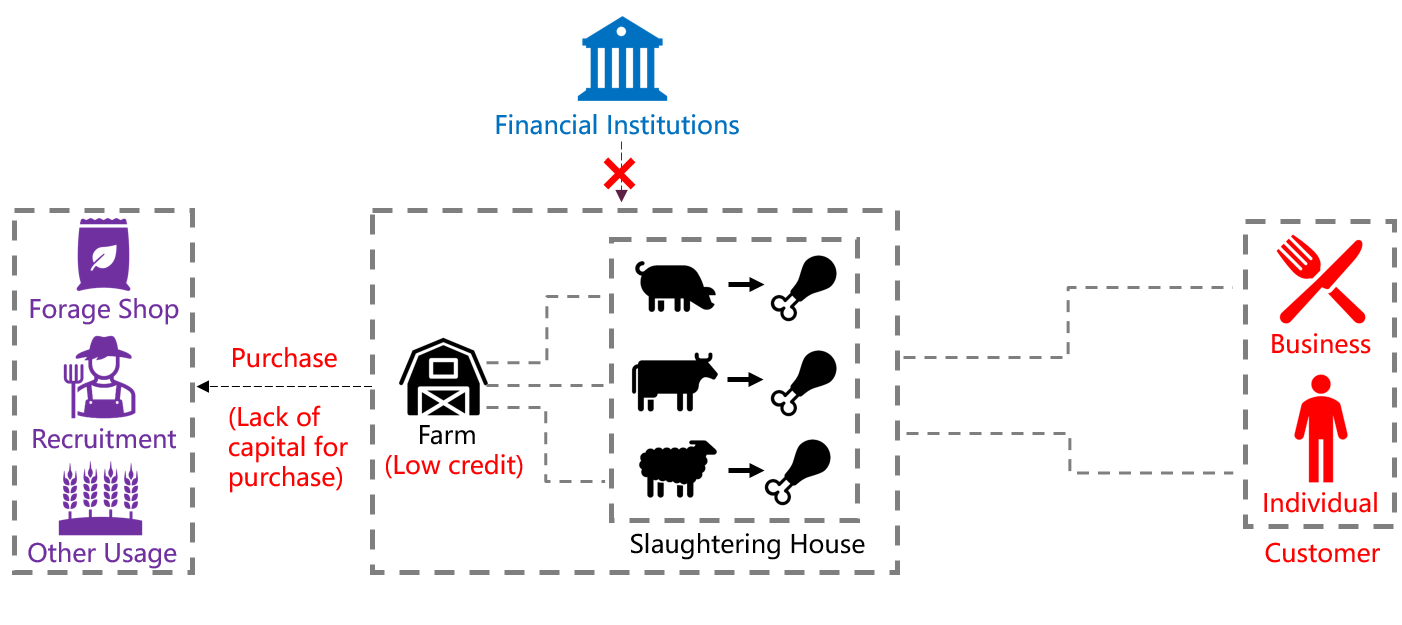 Financial Institutions
Forage Shop
Recruitment
Other Usage
Purchase
(Lack of
capital for
purchase)
Farm
(Low credit)
Slaughtering House
Business
Individual
Customer